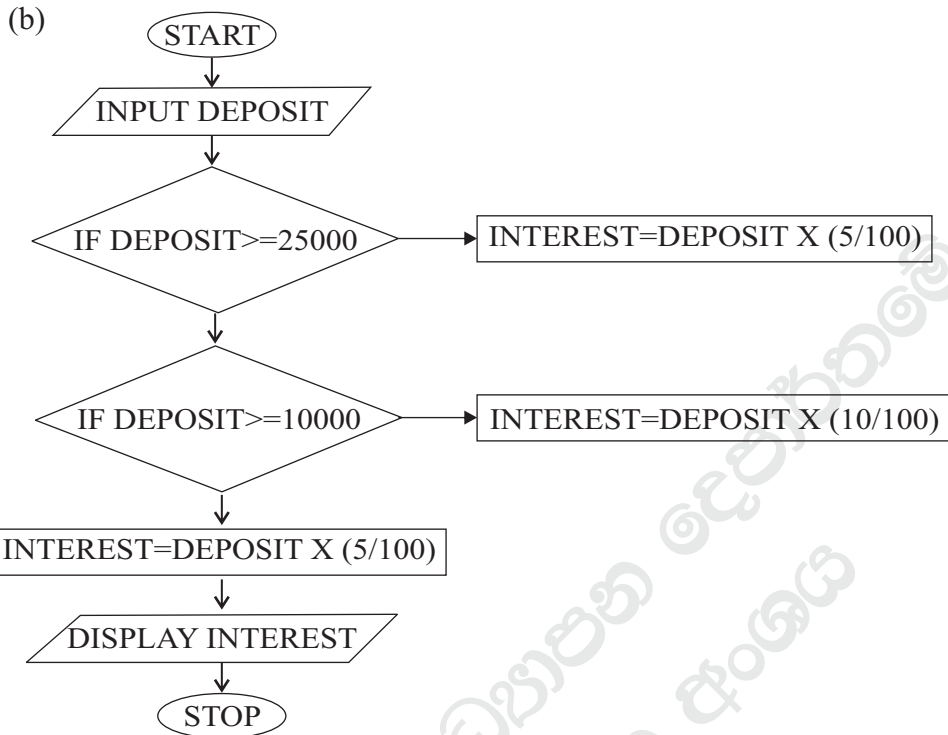 (b)
START
INPUT DEPOSIT
IF DEPOSIT>=25000
INTEREST=DEPOSIT X (5/100)
IF DEPOSIT>=10000
INTEREST=DEPOSIT X (10/100)
INTEREST=DEPOSIT X (5/100)
DISPLAY INTEREST
STOP